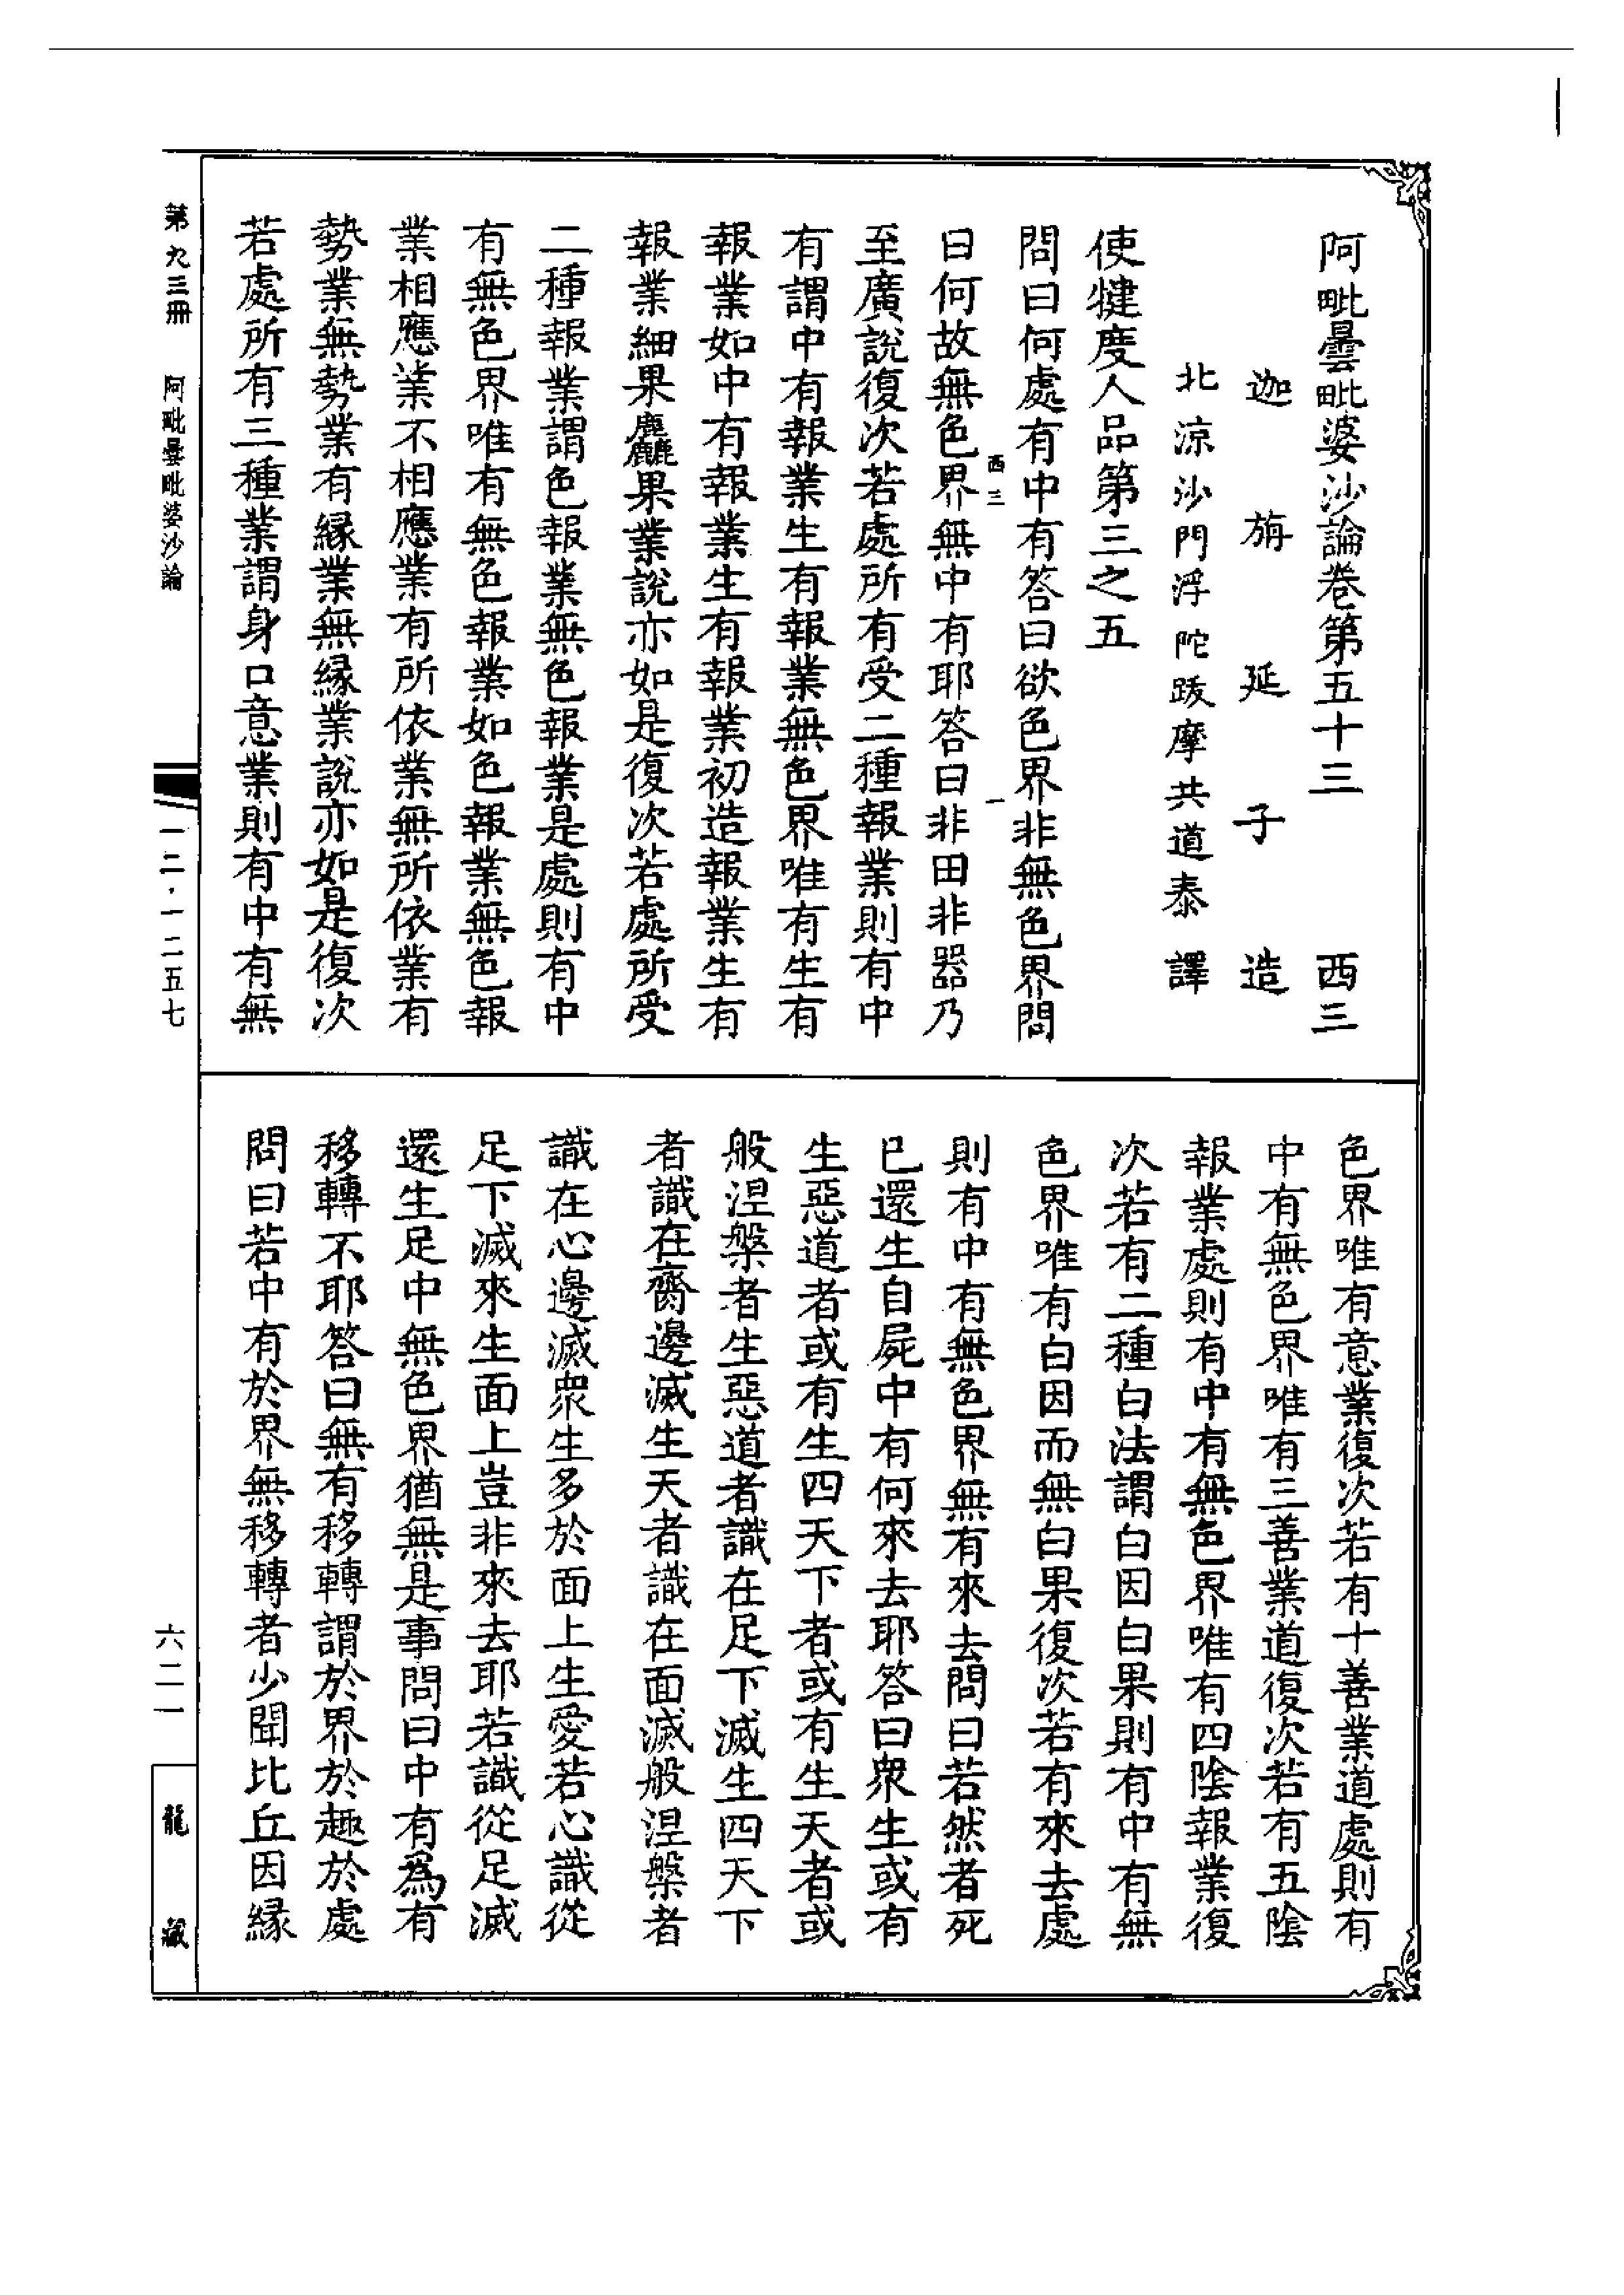 阿毗曇毗婆沙論卷第五十三　西三
迦旃延子造
北涼沙門浮陀跋摩共道泰譯
使犍度人品第三之五
問曰何處有中有答曰欲色界非無色界問
西三　一
曰何故無色界無中有耶答曰非田非器乃
至廣說復次若處所有受二種報業則有中
有謂中有報業生有報業無色界唯有生有
報業如中有報業生有報業初造報業生有
報業細果麤果業說亦如是復次若處所受
二種報業謂色報業無色報業是處則有中
有無色界唯有無色報業如色報業無色報
業相應業不相應業有所依業無所依業有
勢業無勢業有緣業無緣業說亦如是復次
若處所有三種業謂身口意業則有中有無
色界唯有意業復次若有十善業道處則有
中有無色界唯有三善業道復次若有五陰
報業處則有中有無色界唯有四陰報業復
次若有二種白法謂白因白果則有中有無
色界唯有白因而無白果復次若有來去處
則有中有無色界無有來去問曰若然者死
已還生自屍中有何來去耶答曰眾生或有
生惡道者或有生四天下者或有生天者或
般涅槃者生惡道者識在足下滅生四天下
者識在齊邊滅生天者識在面滅般涅槃者
識在心邊滅眾生多於面上生愛若心識從
足下滅來生面上豈非來去耶若識從足滅
還生足中無色界猶無是事問曰中有為有
移轉不耶答曰無有移轉謂於界於趣於處
問曰若中有於界無移轉者少聞比丘因緣
第九三冊　阿毗曇毗婆沙論
一二·一二五七
六二一
龍藏